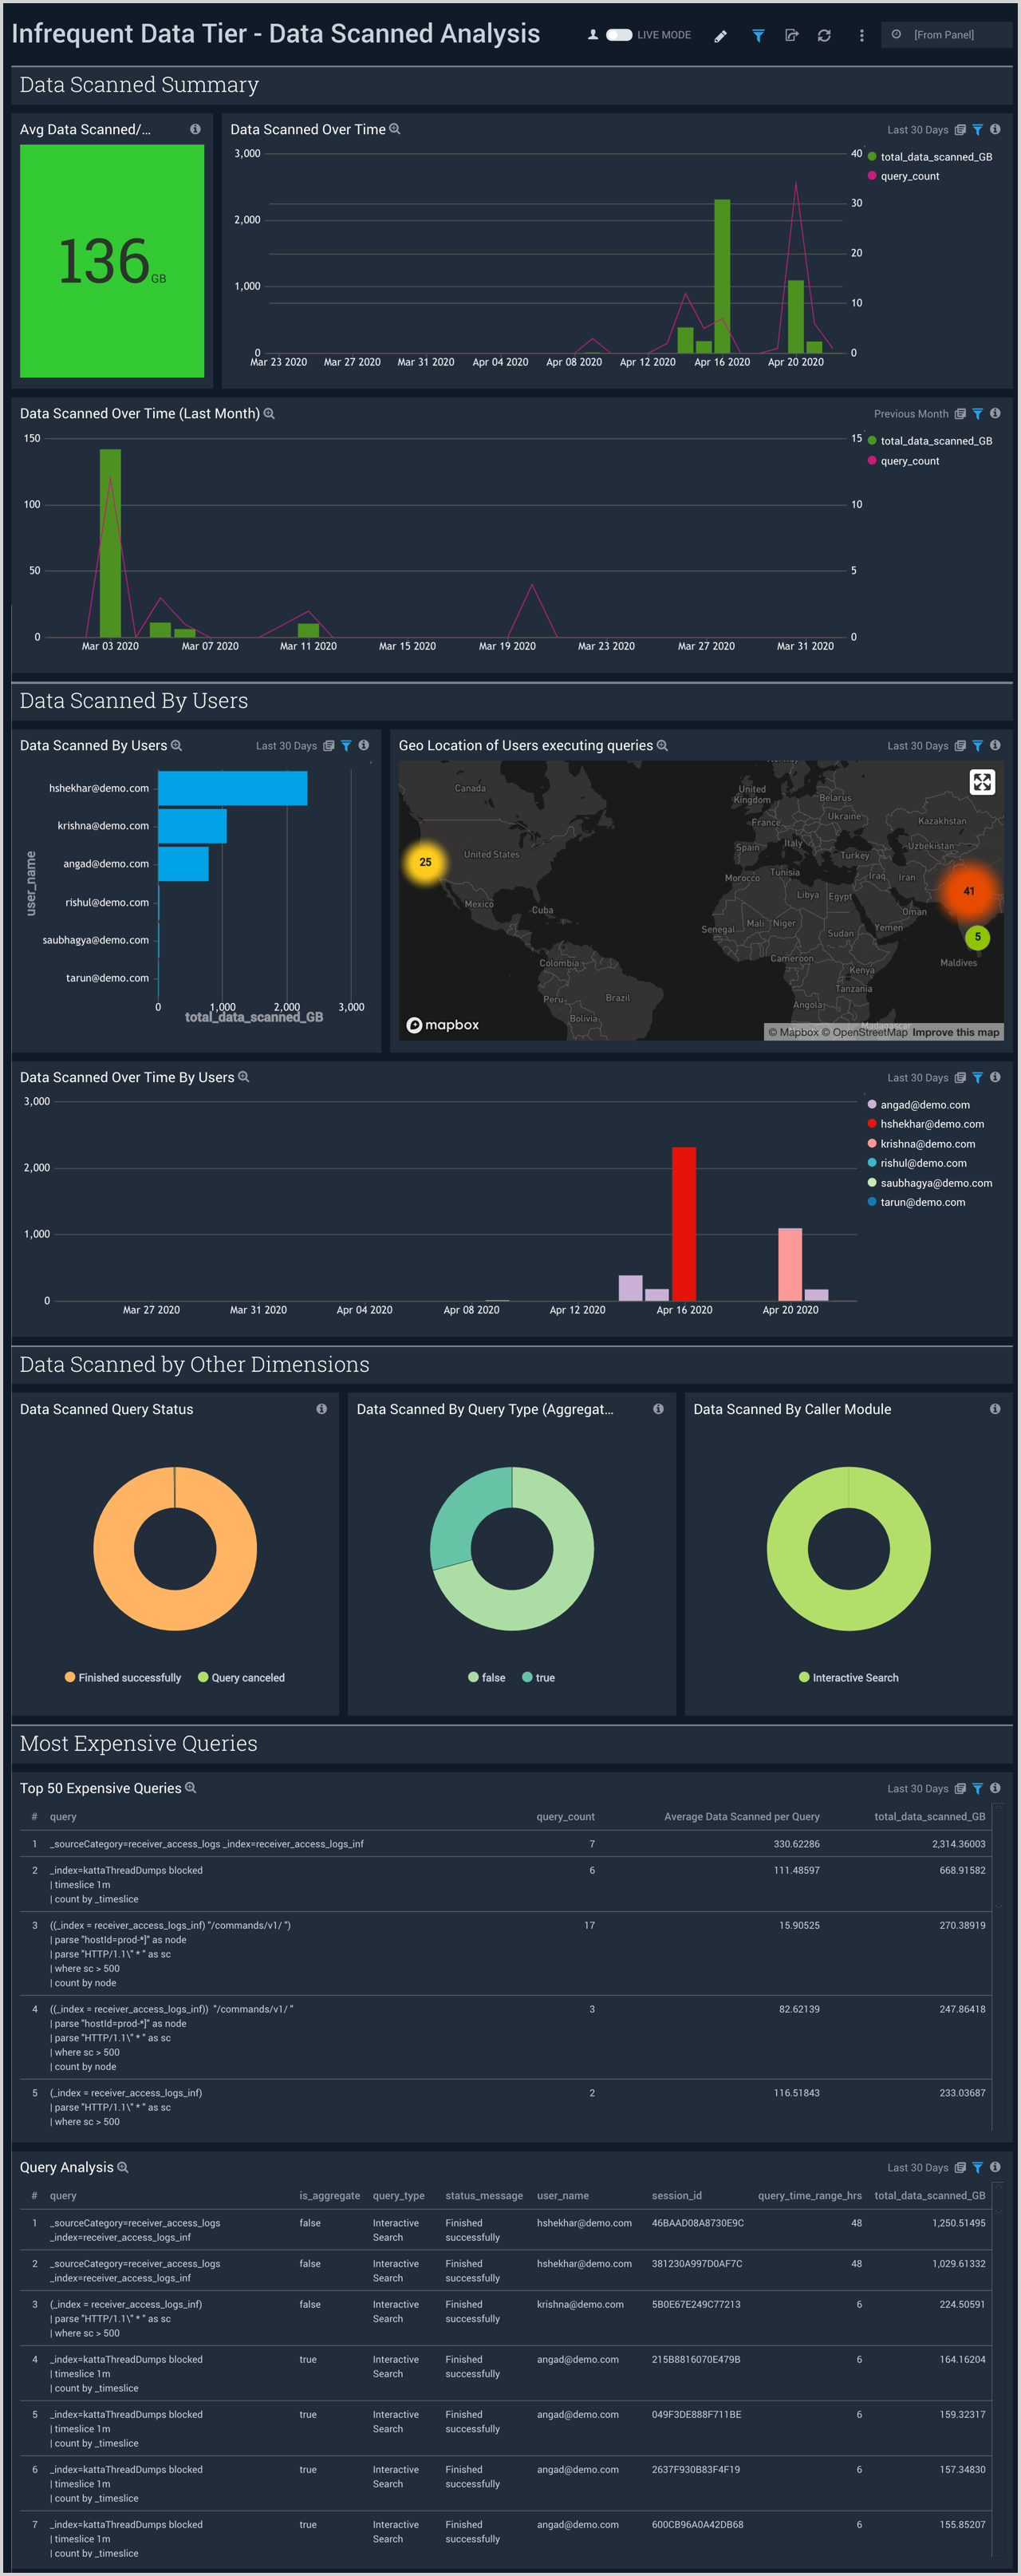 Infrequent Data Tier - Data Scanned Analysis
LIVE MODE
[From Panel]
Data Scanned Summary
Avg Data Scanned/...
136 GB
Data Scanned Over Time
Last 30 Days
3,000
2,000
1,000
0
40
30
20
10
0
Mar 23 2020 Mar 27 2020 Mar 31 2020 Apr 04 2020 Apr 08 2020 Apr 12 2020 Apr 16 2020 Apr 20 2020
total_data_scanned_GB
query_count
Data Scanned Over Time (Last Month)
Previous Month
150
100
50
0
15
10
5
0
Mar 03 2020 Mar 07 2020 Mar 11 2020 Mar 15 2020 Mar 19 2020 Mar 23 2020 Mar 27 2020 Mar 31 2020
total_data_scanned_GB
query_count
Data Scanned By Users
Data Scanned By Users
Last 30 Days
user_name
hshekhar@demo.com
krishna@demo.com
angad@demo.com
rishul@demo.com
saubhagya@demo.com
tarun@demo.com
0 1,000 2,000 3,000
total_data_scanned_GB
Geo Location of Users executing queries
Last 30 Days
Canada
United Kingdom
Belarus
Ukraine
Kazakhstan
France
25
United States
Spain
Italy
Turkey
Uzbekistan
Morocco
Tunisia
Iraq
Iran
41
Mexico
Cuba
Libya
Egypt
Oman
Senegal
Mali
Niger
Sudan
Yemen
5
Colombia
Cameroon
Maldives
Kenya
Peru
Brazil
Tanzania
Angola
Bolivia
mapbox
© Mapbox © OpenStreetMap Improve this map
Data Scanned Over Time By Users
Last 30 Days
3,000
2,000
1,000
0
Mar 27 2020 Mar 31 2020 Apr 04 2020 Apr 08 2020 Apr 12 2020 Apr 16 2020 Apr 20 2020
angad@demo.com
hshekhar@demo.com
krishna@demo.com
rishul@demo.com
saubhagya@demo.com
tarun@demo.com
Data Scanned by Other Dimensions
Data Scanned Query Status
Finished successfully Query canceled
Data Scanned By Query Type (Aggregat...
false true
Data Scanned By Caller Module
Interactive Search
Most Expensive Queries
Top 50 Expensive Queries
Last 30 Days
# query query_count Average Data Scanned per Query total_data_scanned_GB
1 _sourceCategory=receiver_access_logs _index=receiver_access_logs_inf 7 330.62286 2,314.36003
2 _index=kattaThreadDumps blocked 6 111.48597 668.91582
| timeslice 1m
| count by _timeslice
3 ((_index = receiver_access_logs_inf) "/commands/v1/ ") 17 15.90525 270.38919
| parse "hostId=prod-*]" as node
| parse "HTTP/1.1\" * " as sc
| where sc > 500
| count by node
4 ((_index = receiver_access_logs_inf)) "/commands/v1/ " 3 82.62139 247.86418
| parse "hostId=prod-*]" as node
| parse "HTTP/1.1\" * " as sc
| where sc > 500
| count by node
5 (_index = receiver_access_logs_inf) 2 116.51843 233.03687
| parse "HTTP/1.1\" * " as sc
| where sc > 500
Query Analysis
Last 30 Days
# query is_aggregate query_type status_message user_name session_id query_time_range_hrs total_data_scanned_GB
1 _sourceCategory=receiver_access_logs false Interactive Finished hshekhar@demo.com 46BAAD08A8730E9C 48 1,250.51495
_index=receiver_access_logs_inf Search successfully
2 _sourceCategory=receiver_access_logs false Interactive Finished hshekhar@demo.com 381230A997D0AF7C 48 1,029.61332
_index=receiver_access_logs_inf Search successfully
3 (_index = receiver_access_logs_inf) false Interactive Finished krishna@demo.com 5B0E67E249C77213 6 224.50591
| parse "HTTP/1.1\" * " as sc Search successfully
| where sc > 500
4 _index=kattaThreadDumps blocked true Interactive Finished angad@demo.com 215B8816070E479B 6 164.16204
| timeslice 1m Search successfully
| count by _timeslice
5 _index=kattaThreadDumps blocked true Interactive Finished angad@demo.com 049F3DE888F711BE 6 159.32317
| timeslice 1m Search successfully
| count by _timeslice
6 _index=kattaThreadDumps blocked true Interactive Finished angad@demo.com 2637F930B83F4F19 6 157.34830
| timeslice 1m Search successfully
| count by _timeslice
7 _index=kattaThreadDumps blocked true Interactive Finished angad@demo.com 600CB96A0A42DB68 6 155.85207
| timeslice 1m Search successfully
| count by _timeslice